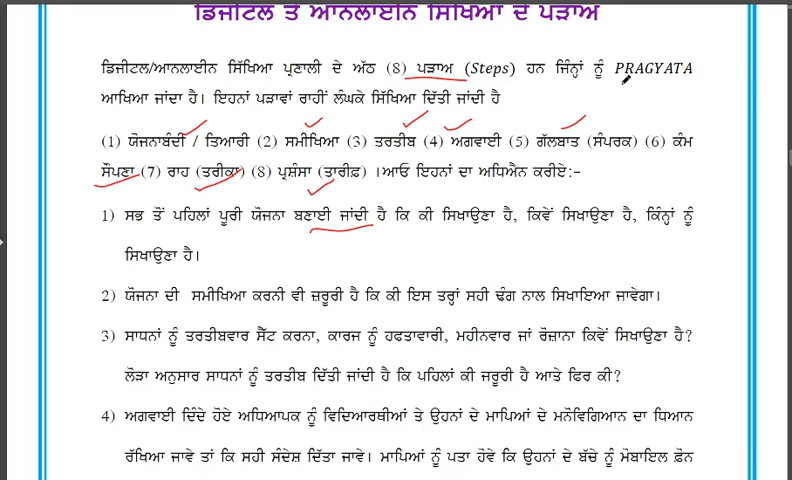 ਡਿਜੀਟਲ ਤੇ ਆਨਲਾਈਨ ਸਿੱਖਿਆ ਦੇ ਪੜਾਅ
ਡਿਜੀਟਲ/ਆਨਲਾਈਨ ਸਿੱਖਿਆ ਪ੍ਰਣਾਲੀ ਦੇ ਅੱਠ (8) ਪੜਾਅ (Steps) ਹਨ ਜਿੰਨ੍ਹਾਂ ਨੂੰ PRAGYATA
ਆਖਿਆ ਜਾਂਦਾ ਹੈ। ਇਹਨਾਂ ਪੜਾਵਾਂ ਰਾਹੀਂ ਲੰਘਕੇ ਸਿੱਖਿਆ ਦਿੱਤੀ ਜਾਂਦੀ ਹੈ
(1) ਯੋਜਨਾਬੰਦੀ / ਤਿਆਰੀ (2) ਸਮੀਖਿਆ (3) ਤਰਤੀਬ (4) ਅਗਵਾਈ (5) ਗੱਲਬਾਤ (ਸੰਪਰਕ) (6) ਕੰਮ
ਸੌਂਪਣਾ (7) ਰਾਹ (ਤਰੀਕਾ) (8) ਪ੍ਰਸ਼ੰਸਾ (ਤਾਰੀਫ਼) । ਆਓ ਇਹਨਾਂ ਦਾ ਅਧਿਐਨ ਕਰੀਏ:-
1) ਸਭ ਤੋਂ ਪਹਿਲਾਂ ਪੂਰੀ ਯੋਜਨਾ ਬਣਾਈ ਜਾਂਦੀ ਹੈ ਕਿ ਕੀ ਸਿਖਾਉਣਾ ਹੈ, ਕਿਵੇਂ ਸਿਖਾਉਣਾ ਹੈ, ਕਿੰਨ੍ਹਾਂ ਨੂੰ
ਸਿਖਾਉਣਾ ਹੈ।
2) ਯੋਜਨਾ ਦੀ ਸਮੀਖਿਆ ਕਰਨੀ ਵੀ ਜ਼ਰੂਰੀ ਹੈ ਕਿ ਕੀ ਇਸ ਤਰ੍ਹਾਂ ਸਹੀ ਢੰਗ ਨਾਲ ਸਿਖਾਇਆ ਜਾਵੇਗਾ।
3) ਸਾਧਨਾਂ ਨੂੰ ਤਰਤੀਬਵਾਰ ਸੈੱਟ ਕਰਨਾ, ਕਾਰਜ ਨੂੰ ਹਫਤਾਵਾਰੀ, ਮਹੀਨਵਾਰ ਜਾਂ ਰੋਜ਼ਾਨਾ ਕਿਵੇਂ ਸਿਖਾਉਣਾ ਹੈ?
ਲੋੜਾ ਅਨੁਸਾਰ ਸਾਧਨਾਂ ਨੂੰ ਤਰਤੀਬ ਦਿੱਤੀ ਜਾਂਦੀ ਹੈ ਕਿ ਪਹਿਲਾਂ ਕੀ ਜਰੂਰੀ ਹੈ ਆਤੇ ਫਿਰ ਕੀ?
4) ਅਗਵਾਈ ਦਿੰਦੇ ਹੋਏ ਅਧਿਆਪਕ ਨੂੰ ਵਿਦਿਆਰਥੀਆਂ ਤੇ ਉਹਨਾਂ ਦੇ ਮਾਪਿਆਂ ਦੇ ਮਨੋਵਿਗਿਆਨ ਦਾ ਧਿਆਨ
ਰੱਖਿਆ ਜਾਵੇ ਤਾਂ ਕਿ ਸਹੀ ਸੰਦੇਸ਼ ਦਿੱਤਾ ਜਾਵੇ। ਮਾਪਿਆਂ ਨੂੰ ਪਤਾ ਹੋਵੇ ਕਿ ਉਹਨਾਂ ਦੇ ਬੱਚੇ ਨੂੰ ਮੋਬਾਇਲ ਫ਼ੋਨ